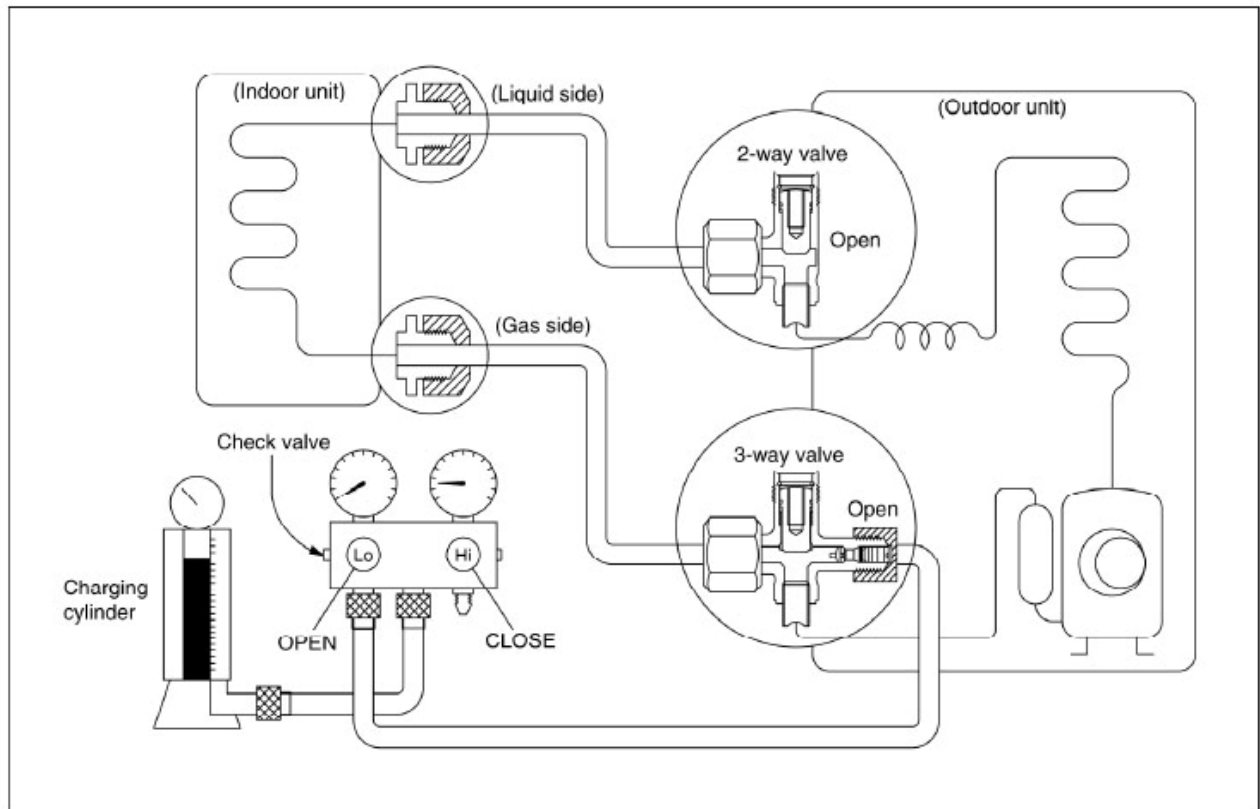 (Indoor unit)
(Liquid side)
(Outdoor unit)
2-way valve
Open
(Gas side)
Check valve
3-way valve
Open
Lo
Hi
Charging
cylinder
OPEN
CLOSE